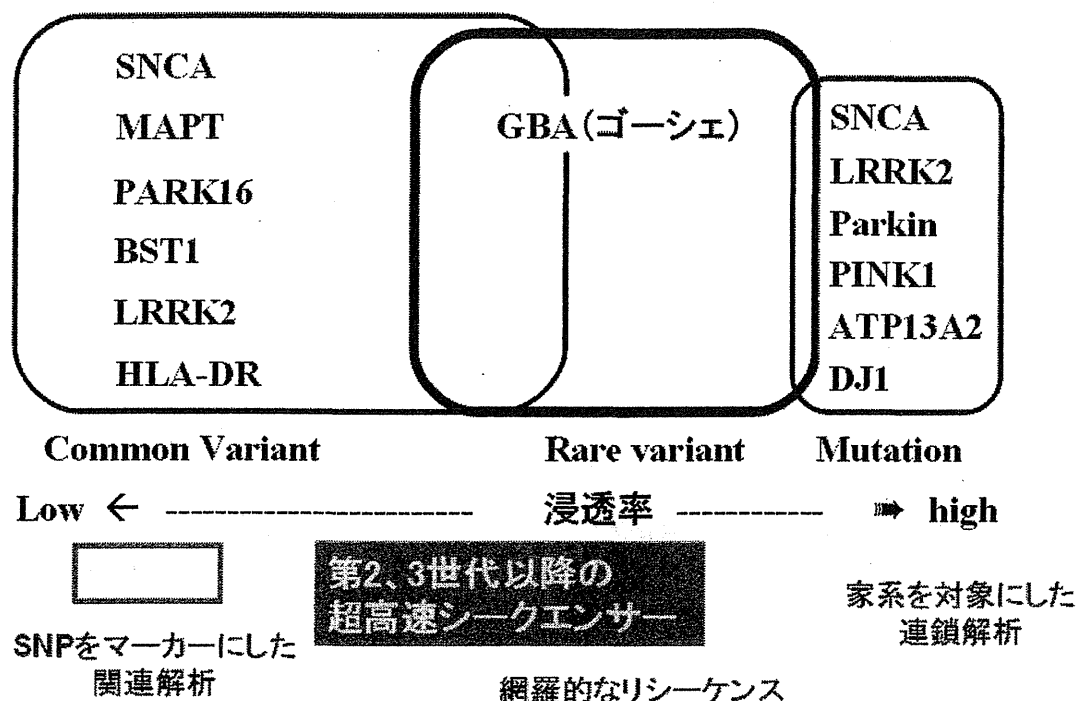 SNCA
MAPT
PARK16
BST1
LRRK2
HLA-DR
GBA(ゴーシェ)
SNCA
LRRK2
Parkin
PINK1
ATP13A2
DJ1
Common Variant
Rare variant
Mutation
Low ← ------------------------ 浸透率 ------------ ➠ high
第2、3世代以降の
超高速シークエンサー
SNPをマーカーにした
関連解析
網羅的なリシーケンス
家系を対象にした
連鎖解析